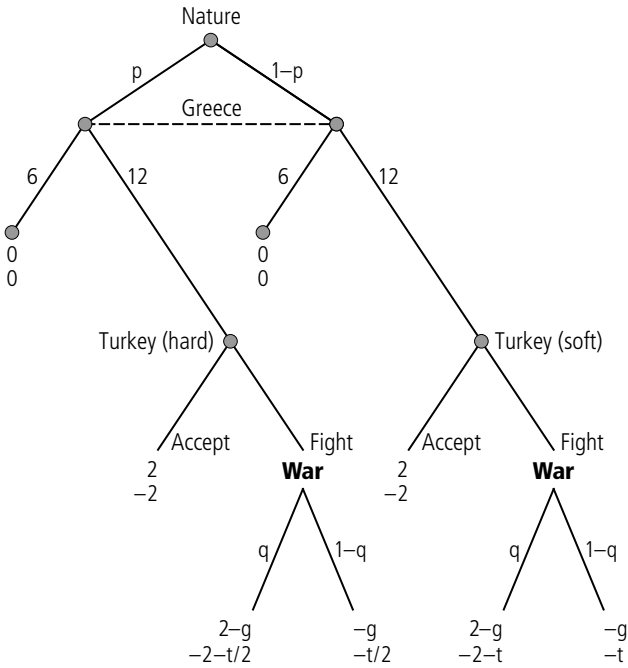 Nature
p
1–p
Greece
6
12
6
12
0
0
0
0
Turkey (hard)
Turkey (soft)
Accept
Fight
Accept
Fight
2
–2
War
2
–2
War
q
1–q
q
1–q
2–g
–2–t/2
–g
–t/2
2–g
–2–t
–g
–t